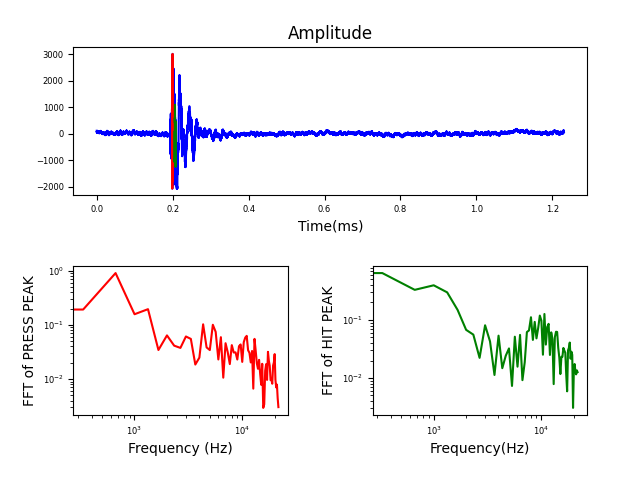 Amplitude
3000
2000
1000
0
−1000
−2000
0.0 0.2 0.4 0.6 0.8 1.0 1.2
Time(ms)
FFT of PRESS PEAK
10⁰
10⁻¹
10⁻²
10³ 10⁴
Frequency (Hz)
FFT of HIT PEAK
10⁻¹
10⁻²
10³ 10⁴
Frequency(Hz)